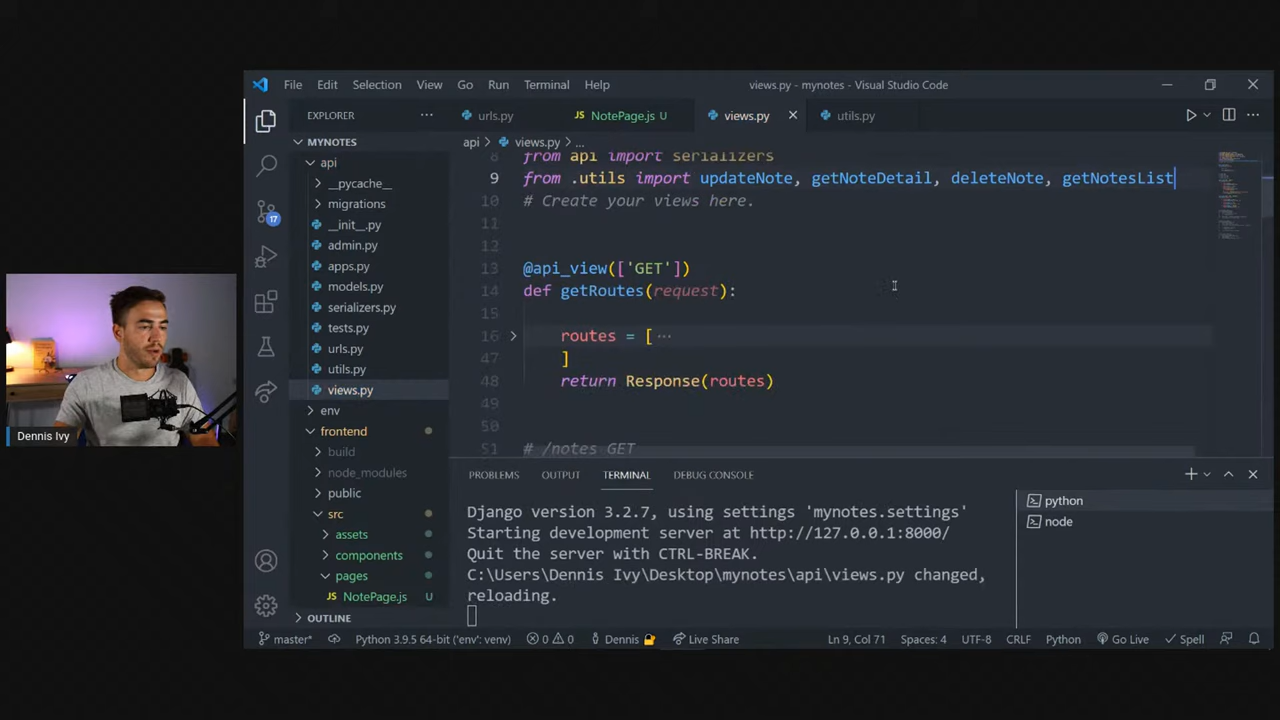 File Edit Selection View Go Run Terminal Help
views.py - mynotes - Visual Studio Code
EXPLORER
urls.py
NotePage.js U
views.py
utils.py
MYNOTES
api > views.py > ...
api
__pycache__
migrations
__init__.py
admin.py
apps.py
models.py
serializers.py
tests.py
urls.py
utils.py
views.py
env
frontend
build
node_modules
public
src
assets
components
pages
JS NotePage.js U
OUTLINE
17
8 from api import serializers
9 from .utils import updateNote, getNoteDetail, deleteNote, getNotesList
10 # Create your views here.
11
12
13 @api_view(['GET'])
14 def getRoutes(request):
15
16 routes = [ ···
47 ]
48 return Response(routes)
49
50
51 # /notes GET
PROBLEMS OUTPUT TERMINAL DEBUG CONSOLE
Django version 3.2.7, using settings 'mynotes.settings'
Starting development server at http://127.0.0.1:8000/
Quit the server with CTRL-BREAK.
C:\Users\Dennis Ivy\Desktop\mynotes\api\views.py changed,
reloading.
python
node
Dennis Ivy
master* Python 3.9.5 64-bit ('env': venv) 0 0 Dennis Live Share Ln 9, Col 71 Spaces: 4 UTF-8 CRLF Python Go Live Spell